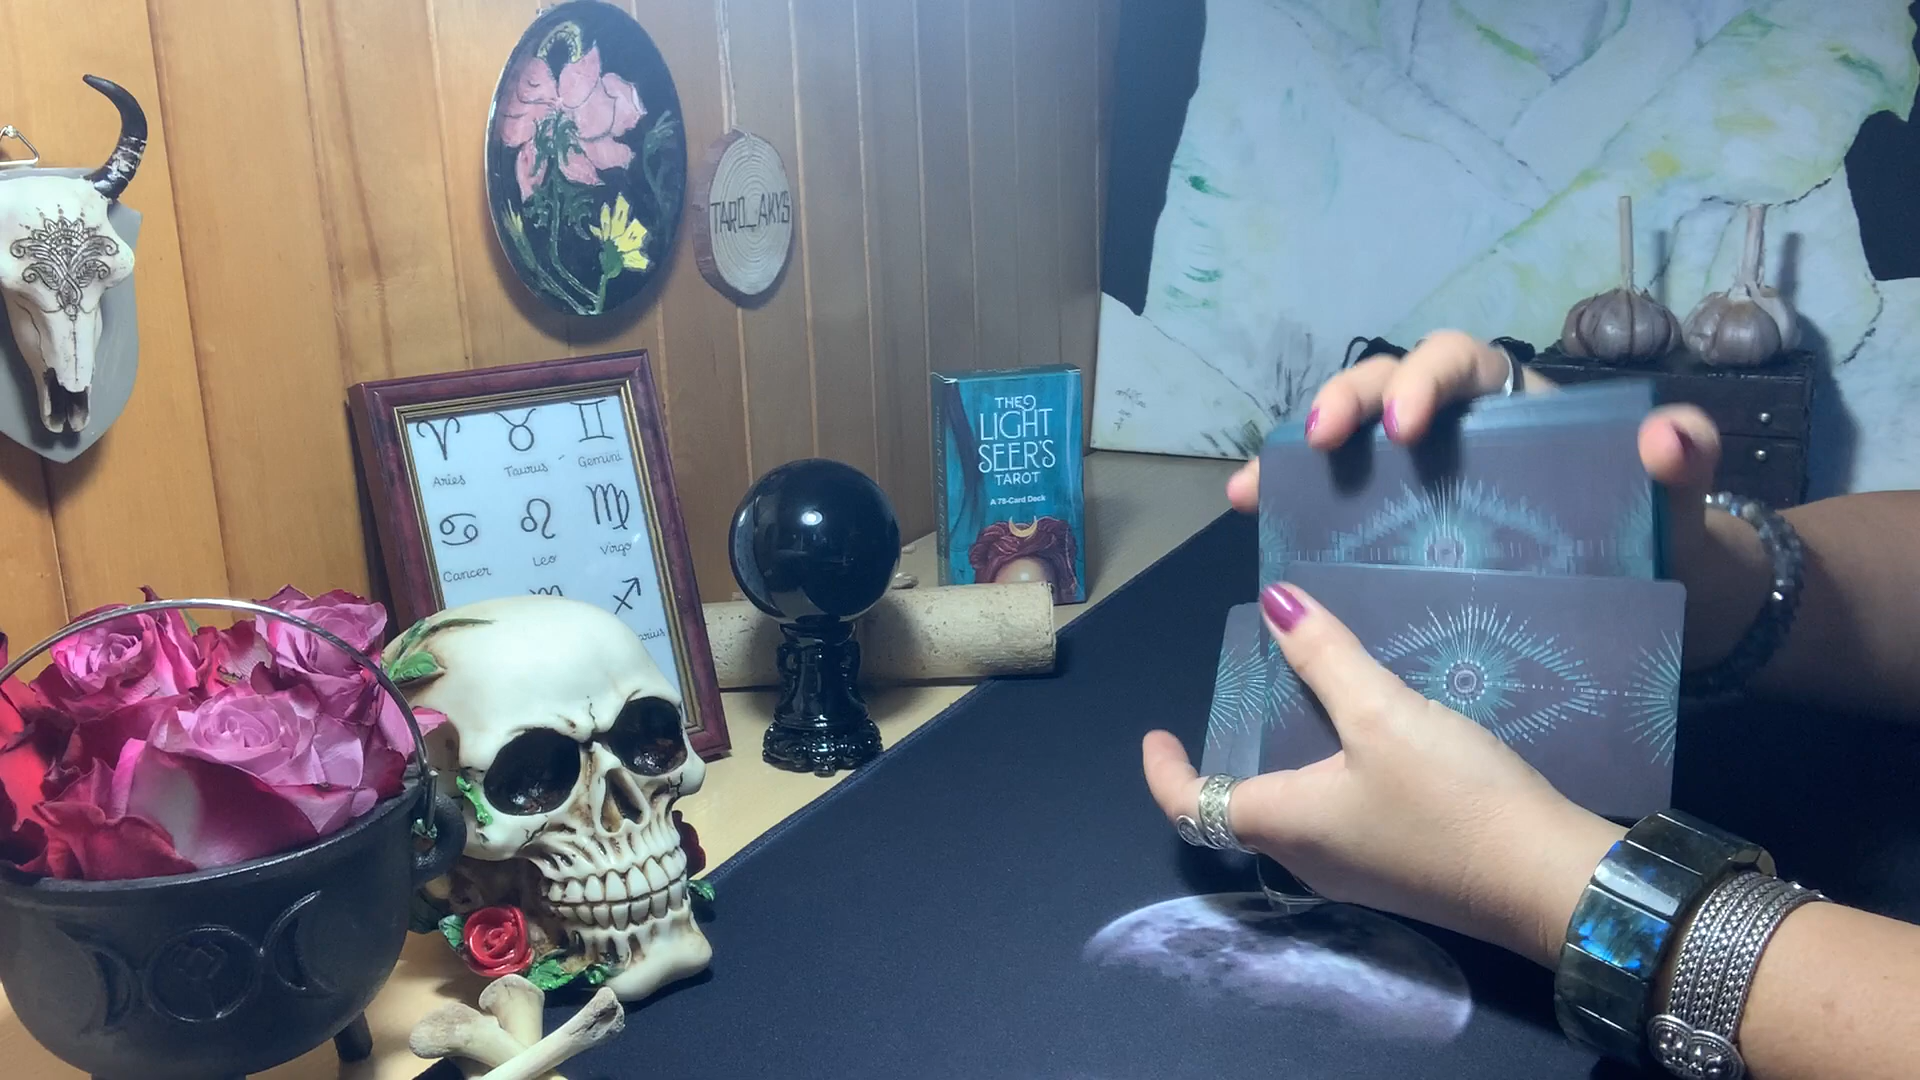 TARO_AKYS
Aries
Taurus
Gemini
Cancer
Leo
Virgo
THE
LIGHT
SEER'S
TAROT
A 78-Card Deck